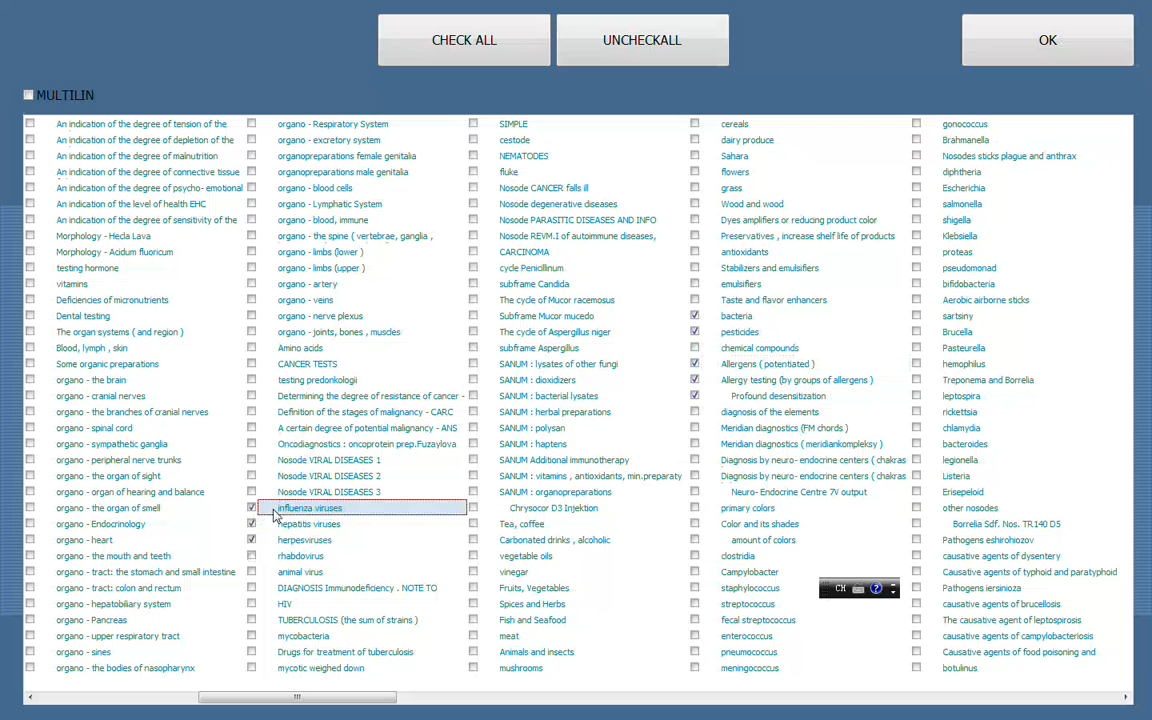 CHECK ALL
UNCHECKALL
OK
MULTILIN
An indication of the degree of tension of the
An indication of the degree of depletion of the
An indication of the degree of malnutrition
An indication of the degree of connective tissue
An indication of the degree of psycho- emotional
An indication of the level of health EHC
An indication of the degree of sensitivity of the
Morphology - Hecla Lava
Morphology - Acidum fluoricum
testing hormone
vitamins
Deficiencies of micronutrients
Dental testing
The organ systems ( and region )
Blood, lymph , skin
Some organic preparations
organo - the brain
organo - cranial nerves
organo - the branches of cranial nerves
organo - spinal cord
organo - sympathetic ganglia
organo - peripheral nerve trunks
organo - the organ of sight
organo - organ of hearing and balance
organo - the organ of smell
organo - Endocrinology
organo - heart
organo - the mouth and teeth
organo - tract: the stomach and small intestine
organo - tract: colon and rectum
organo - hepatobiliary system
organo - Pancreas
organo - upper respiratory tract
organo - sines
organo - the bodies of nasopharynx
organo - Respiratory System
organo - excretory system
organopreparations female genitalia
organopreparations male genitalia
organo - blood cells
organo - Lymphatic System
organo - blood, immune
organo - the spine ( vertebrae, ganglia ,
organo - limbs (lower )
organo - limbs (upper )
organo - artery
organo - veins
organo - nerve plexus
organo - joints, bones , muscles
Amino acids
CANCER TESTS
testing predonkologii
Determining the degree of resistance of cancer -
Definition of the stages of malignancy - CARC
A certain degree of potential malignancy - ANS
Oncodiagnostics : oncoprotein prep.Fuzaylova
Nosode VIRAL DISEASES 1
Nosode VIRAL DISEASES 2
Nosode VIRAL DISEASES 3
influenza viruses
hepatitis viruses
herpesviruses
rhabdovirus
animal virus
DIAGNOSIS Immunodeficiency . NOTE TO
HIV
TUBERCULOSIS (the sum of strains )
mycobacteria
Drugs for treatment of tuberculosis
mycotic weighed down
SIMPLE
cestode
NEMATODES
fluke
Nosode CANCER falls ill
Nosode degenerative diseases
Nosode PARASITIC DISEASES AND INFO
Nosode REVM.I of autoimmune diseases,
CARCINOMA
cycle Penicillinum
subframe Candida
The cycle of Mucor racemosus
Subframe Mucor mucedo
The cycle of Aspergillus niger
subframe Aspergillus
SANUM : lysates of other fungi
SANUM : dioxidizers
SANUM : bacterial lysates
SANUM : herbal preparations
SANUM : polysan
SANUM : haptens
SANUM Additional immunotherapy
SANUM : vitamins , antioxidants, min.preparaty
SANUM : organopreparations
Chrysocor D3 Injektion
Tea, coffee
Carbonated drinks , alcoholic
vegetable oils
vinegar
Fruits, Vegetables
Spices and Herbs
Fish and Seafood
meat
Animals and insects
mushrooms
cereals
dairy produce
Sahara
flowers
grass
Wood and wood
Dyes amplifiers or reducing product color
Preservatives , increase shelf life of products
antioxidants
Stabilizers and emulsifiers
emulsifiers
Taste and flavor enhancers
bacteria
pesticides
chemical compounds
Allergens ( potentiated )
Allergy testing (by groups of allergens )
Profound desensitization
diagnosis of the elements
Meridian diagnostics (FM chords )
Meridian diagnostics ( meridiankompleksy )
Diagnosis by neuro- endocrine centers ( chakras
Diagnosis by neuro- endocrine centers ( chakras
Neuro- Endocrine Centre 7V output
primary colors
Color and its shades
amount of colors
clostridia
Campylobacter
staphylococcus
streptococcus
fecal streptococcus
enterococcus
pneumococcus
meningococcus
CH
gonococcus
Brahmanella
Nosodes sticks plague and anthrax
diphtheria
Escherichia
salmonella
shigella
Klebsiella
proteas
pseudomonad
bifidobacteria
Aerobic airborne sticks
sartsiny
Brucella
Pasteurella
hemophilus
Treponema and Borrelia
leptospira
rickettsia
chlamydia
bacteroides
legionella
Listeria
Eriseploid
other nosodes
Borrelia Sdf. Nos. TR140 D5
Pathogens eshirohiozov
causative agents of dysentery
Causative agents of typhoid and paratyphoid
Pathogens iersinioza
causative agents of brucellosis
The causative agent of leptospirosis
causative agents of campylobacteriosis
Causative agents of food poisoning and
botulinus